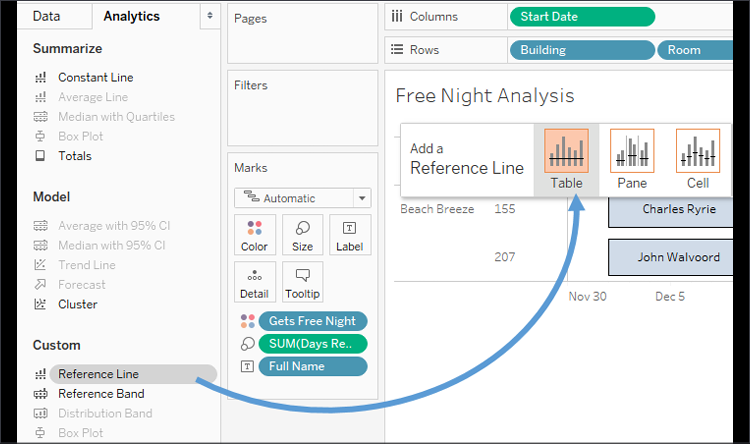 Data
Analytics
Summarize
Constant Line
Average Line
Median with Quartiles
Box Plot
Totals
Model
Average with 95% CI
Median with 95% CI
Trend Line
Forecast
Cluster
Custom
Reference Line
Reference Band
Distribution Band
Box Plot
Pages
Filters
Marks
Automatic
Color
Size
Label
Detail
Tooltip
Gets Free Night
SUM(Days Re..
Full Name
Columns
Start Date
Rows
Building
Room
Free Night Analysis
Add a
Reference Line
Table
Pane
Cell
Beach Breeze
155
Charles Ryrie
207
John Walvoord
Nov 30
Dec 5